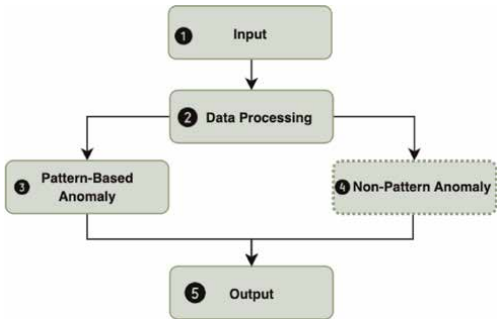 1 Input
2 Data Processing
3 Pattern-Based
Anomaly
4 Non-Pattern Anomaly
5 Output